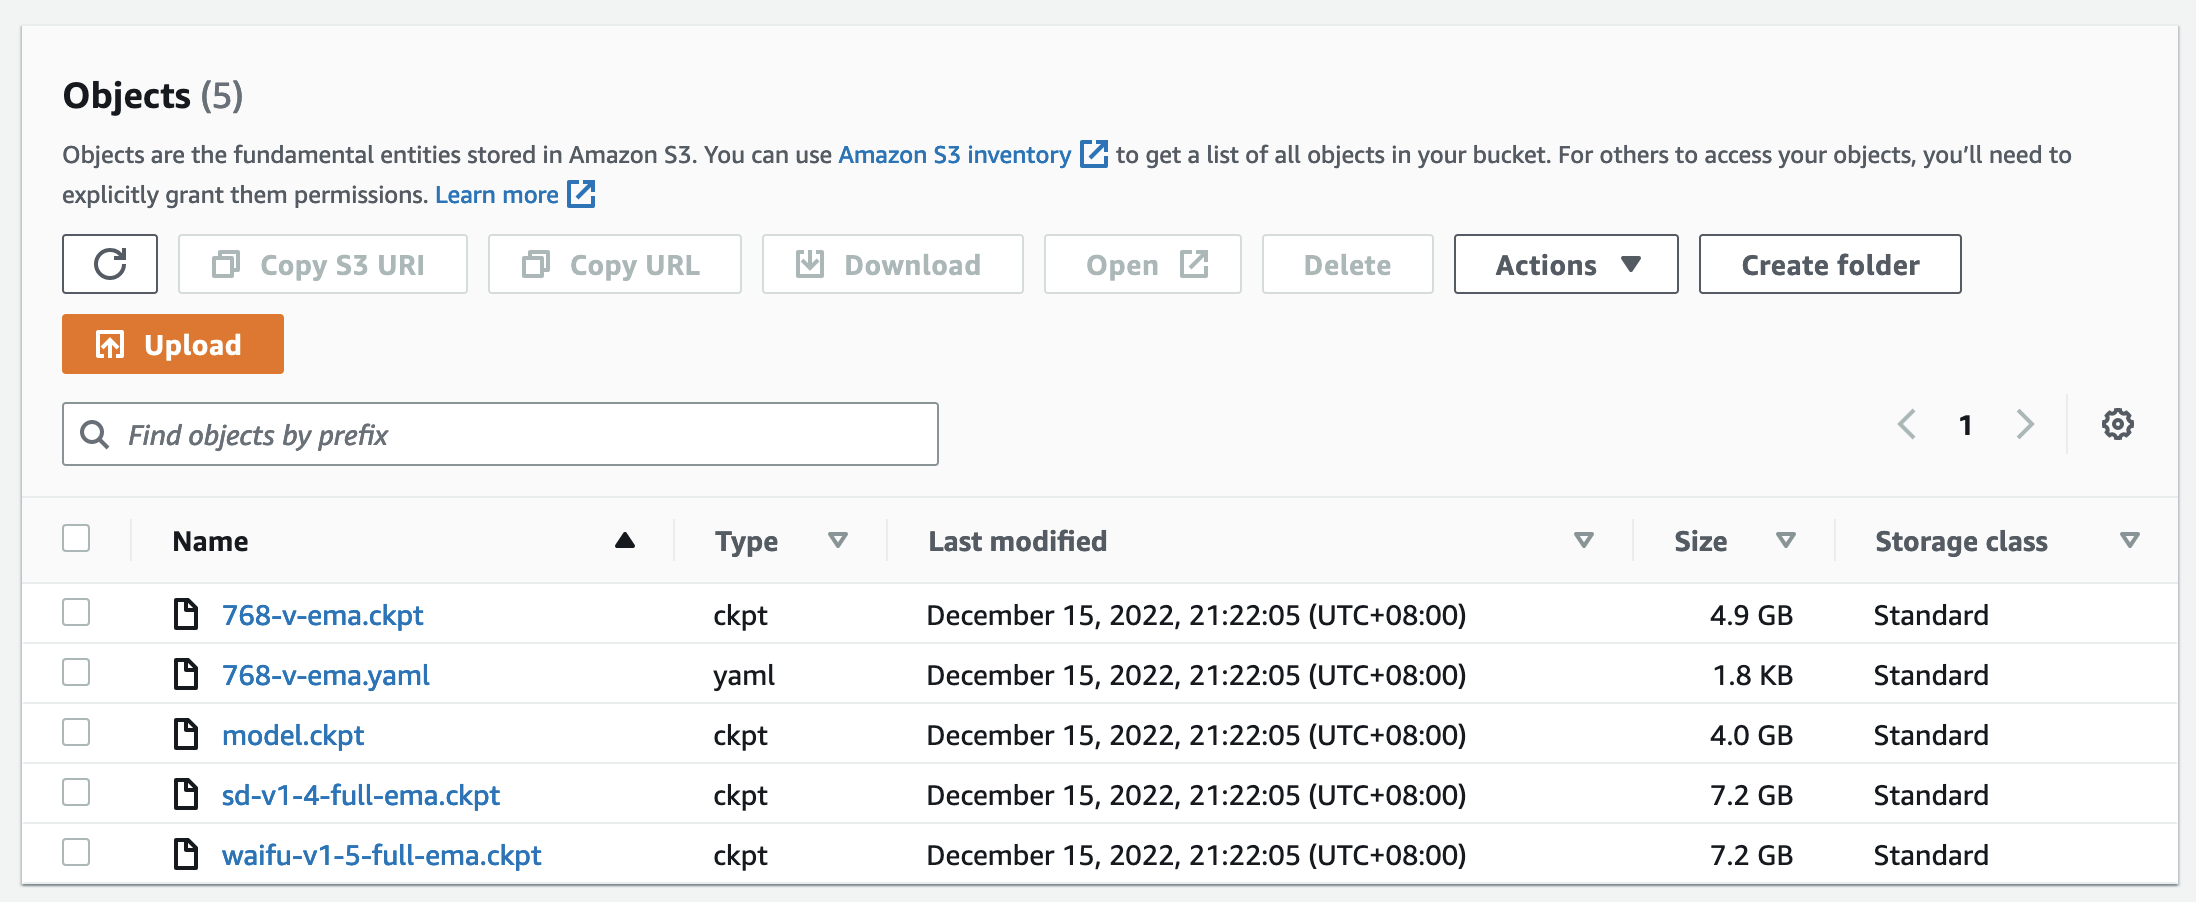 Objects (5)
Objects are the fundamental entities stored in Amazon S3. You can use Amazon S3 inventory to get a list of all objects in your bucket. For others to access your objects, you’ll need to
explicitly grant them permissions. Learn more
Copy S3 URI Copy URL Download Open Delete Actions Create folder
Upload
Find objects by prefix 1
Name Type Last modified Size Storage class
768-v-ema.ckpt ckpt December 15, 2022, 21:22:05 (UTC+08:00) 4.9 GB Standard
768-v-ema.yaml yaml December 15, 2022, 21:22:05 (UTC+08:00) 1.8 KB Standard
model.ckpt ckpt December 15, 2022, 21:22:05 (UTC+08:00) 4.0 GB Standard
sd-v1-4-full-ema.ckpt ckpt December 15, 2022, 21:22:05 (UTC+08:00) 7.2 GB Standard
waifu-v1-5-full-ema.ckpt ckpt December 15, 2022, 21:22:05 (UTC+08:00) 7.2 GB Standard